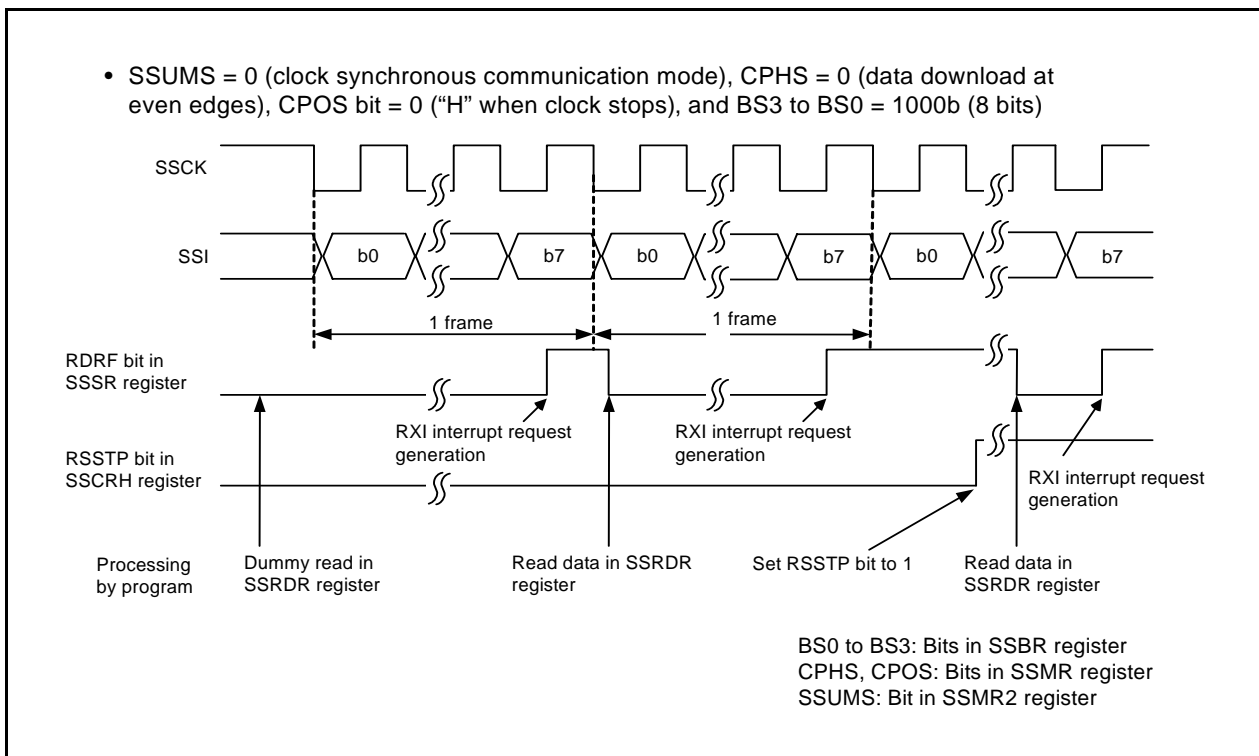 • SSUMS = 0 (clock synchronous communication mode), CPHS = 0 (data download at
even edges), CPOS bit = 0 (“H” when clock stops), and BS3 to BS0 = 1000b (8 bits)
SSCK
SSI
b0
b7
b0
b7
b0
b7
1 frame
1 frame
RDRF bit in
SSSR register
RXI interrupt request
generation
RXI interrupt request
generation
RSSTP bit in
SSCRH register
RXI interrupt request
generation
Processing
by program
Dummy read in
SSRDR register
Read data in SSRDR
register
Set RSSTP bit to 1
Read data in
SSRDR register
BS0 to BS3: Bits in SSBR register
CPHS, CPOS: Bits in SSMR register
SSUMS: Bit in SSMR2 register